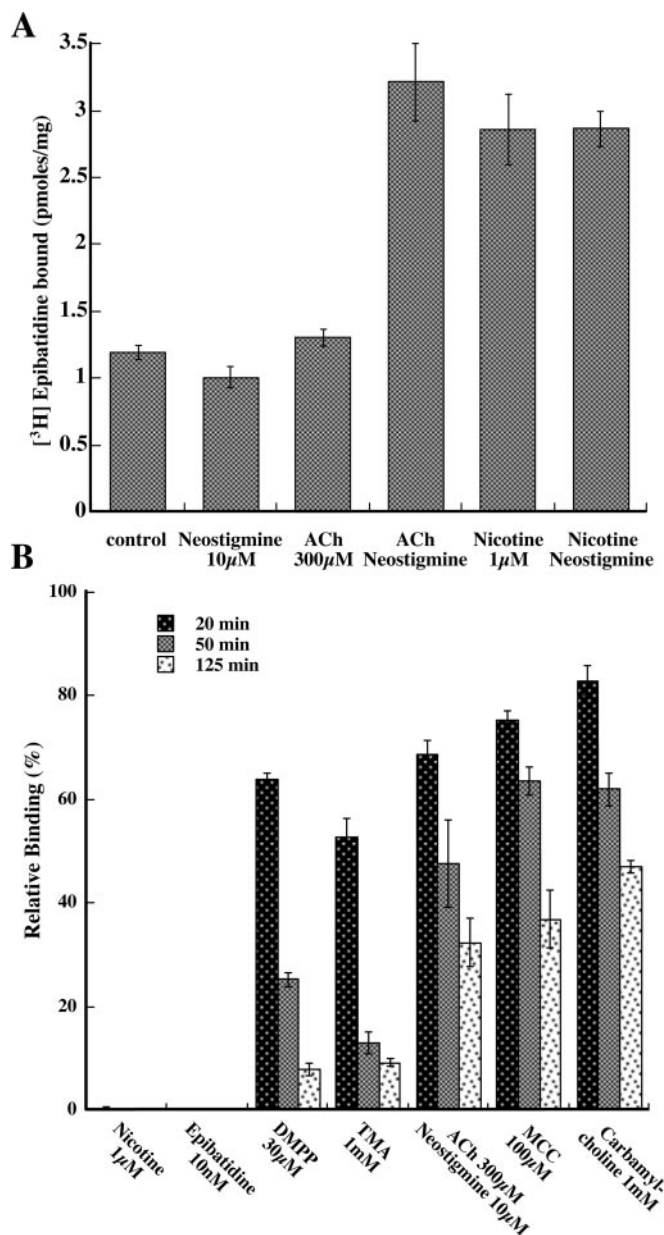 A
[³H] Epibatidine bound (pmoles/mg)
3.5
3
2.5
2
1.5
1
0.5
0
control
Neostigmine
10µM
ACh
300µM
ACh
Neostigmine
Nicotine
1µM
Nicotine
Neostigmine
B
Relative Binding (%)
100
80
60
40
20
0
20 min
50 min
125 min
Nicotine
1µM
Epibatidine
10nM
DMPP
30µM
TMA
1mM
ACh 300µM
Neostigmine 10µM
MCC
100µM
Carbamyl-
choline 1mM